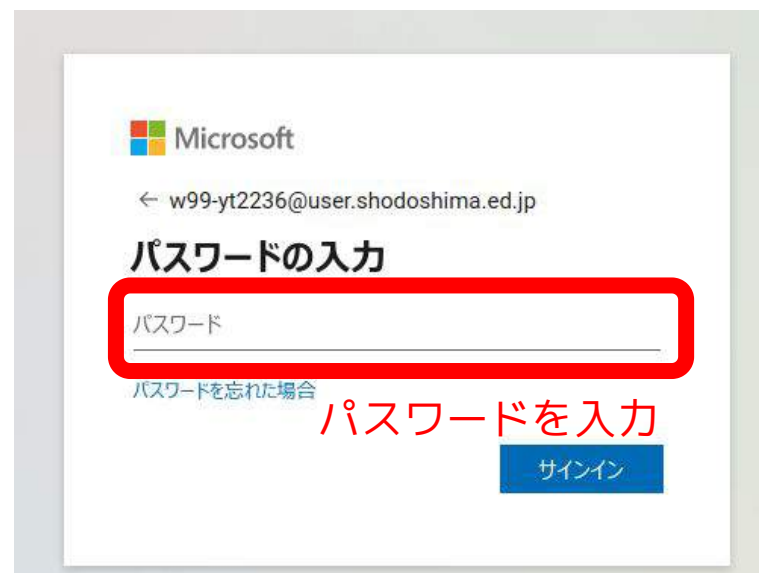 Microsoft
← w99-yt2236@user.shodoshima.ed.jp
パスワードの入力
パスワード
パスワードを忘れた場合
パスワードを入力
サインイン